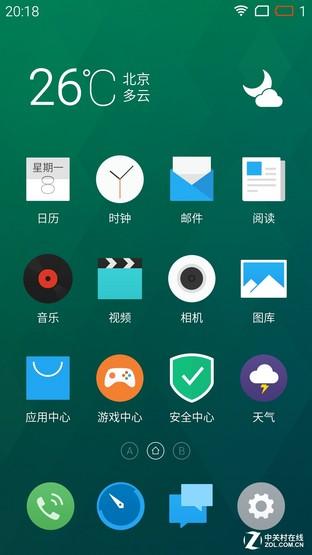 20:18
1
26℃
北京
多云
星期一
8
日历
时钟
邮件
阅读
音乐
视频
相机
图库
应用中心
游戏中心
安全中心
天气
A
B
Z
中关村在线
ZOL.COM.CN